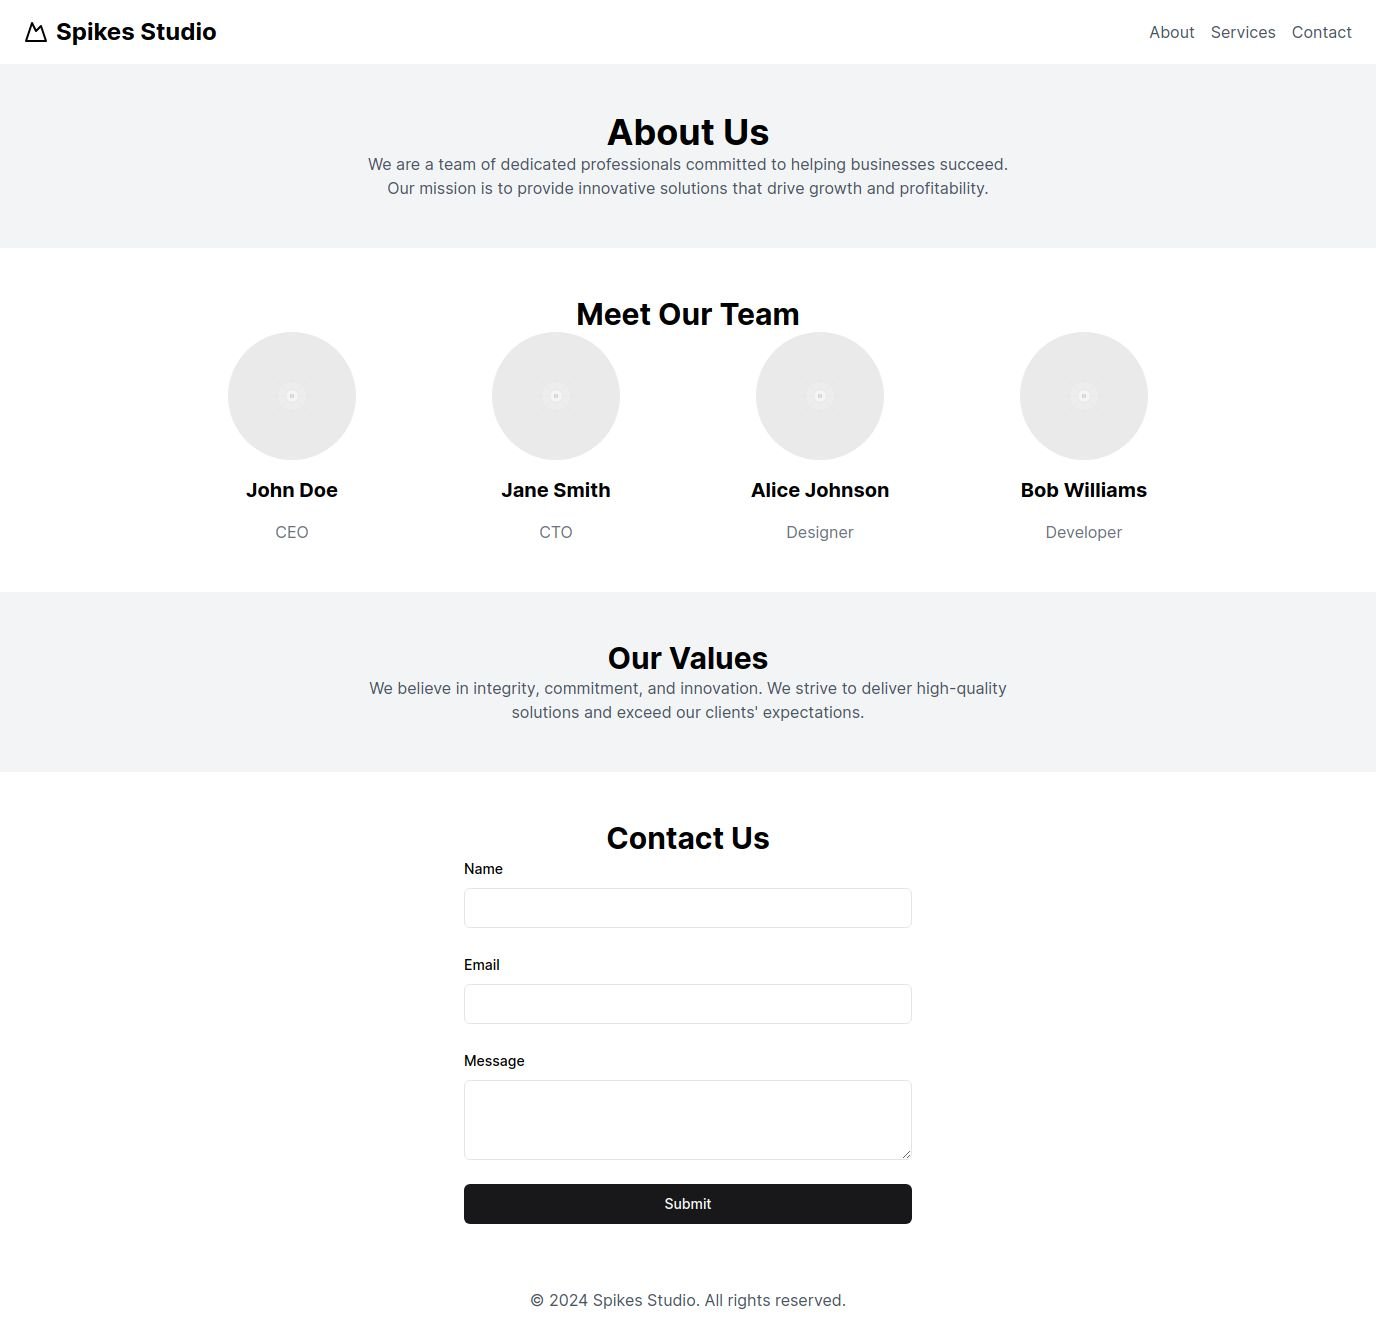 Spikes Studio
About Services Contact
About Us
We are a team of dedicated professionals committed to helping businesses succeed.
Our mission is to provide innovative solutions that drive growth and profitability.
Meet Our Team
John Doe
CEO
Jane Smith
CTO
Alice Johnson
Designer
Bob Williams
Developer
Our Values
We believe in integrity, commitment, and innovation. We strive to deliver high-quality
solutions and exceed our clients' expectations.
Contact Us
Name
Email
Message
Submit
© 2024 Spikes Studio. All rights reserved.